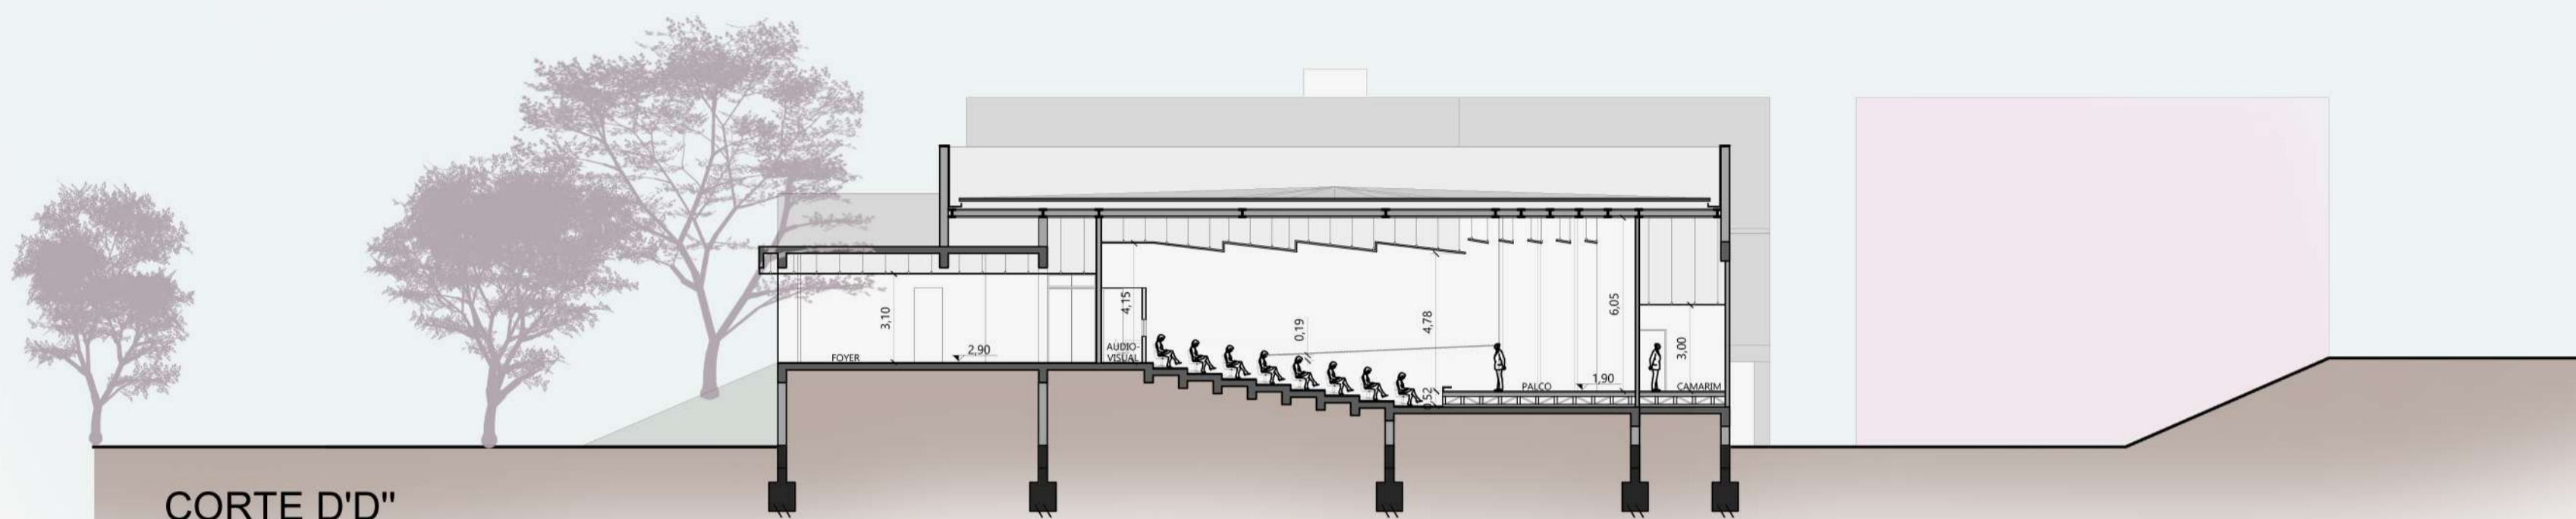 4,15
3,10
0,19
4,78
6,05
3,00
AUDIO-
VISUAL
FOYER
2,90
PALCO
1,90
CAMARIM
0,52
CORTE D'D"